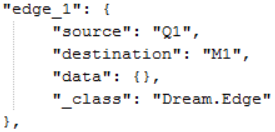 "edge_1": {
"source": "Q1",
"destination": "M1",
"data": {},
"_class": "Dream.Edge"
},